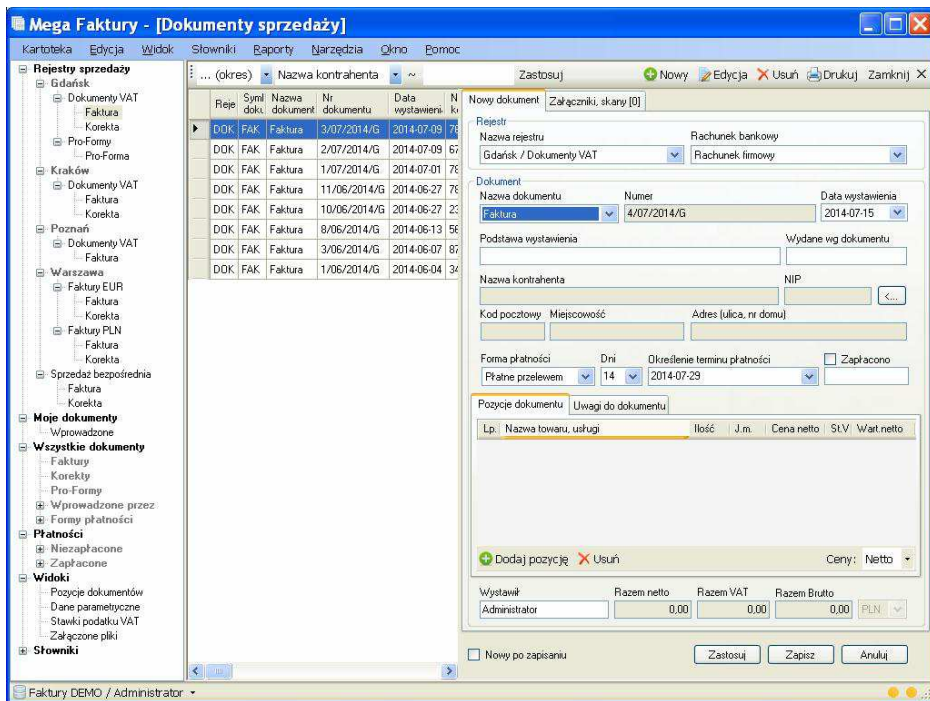 Mega Faktury - [Dokumenty sprzedaży]
Kartoteka Edycja Widok Słowniki Raporty Narzędzia Okno Pomoc
... (okres) Nazwa kontrahenta ~ Zastosuj Nowy Edycja Usuń Drukuj Zamknij X
Rejestry sprzedaży
Gdańsk
Dokumenty VAT
Faktura
Korekta
Pro-Formy
Pro-Forma
Kraków
Dokumenty VAT
Faktura
Korekta
Poznań
Dokumenty VAT
Faktura
Warszawa
Faktury EUR
Faktura
Korekta
Faktury PLN
Faktura
Korekta
Sprzedaż bezpośrednia
Faktura
Korekta
Moje dokumenty
Wprowadzone
Wszystkie dokumenty
Faktury
Korekty
Pro-Formy
Wprowadzone przez
Formy płatności
Płatności
Niezapłacone
Zapłacone
Widoki
Pozycje dokumentów
Dane parametryczne
Stawki podatku VAT
Załączone pliki
Słowniki
Reje Symb Nazwa Nr Data N
doku. dokument dokumentu wystawieni
DOK FAK Faktura 3/07/2014/G 2014-07-09 78
DOK FAK Faktura 2/07/2014/G 2014-07-09 67
DOK FAK Faktura 1/07/2014/G 2014-07-01 78
DOK FAK Faktura 11/06/2014/G 2014-06-27 78
DOK FAK Faktura 10/06/2014/G 2014-06-27 23
DOK FAK Faktura 8/06/2014/G 2014-06-13 56
DOK FAK Faktura 3/06/2014/G 2014-06-07 87
DOK FAK Faktura 1/06/2014/G 2014-06-04 34
Nowy dokument Załączniki, skany [0]
Rejestr
Nazwa rejestru Rachunek bankowy
Gdańsk / Dokumenty VAT Rachunek firmowy
Dokument
Nazwa dokumentu Numer Data wystawienia
Faktura 4/07/2014/G 2014-07-15
Podstawa wystawienia Wydane wg dokumentu
Nazwa kontrahenta NIP
<...
Kod pocztowy Miejscowość Adres (ulica, nr domu)
Forma płatności Dni Określenie terminu płatności Zapłacono
Płatne przelewem 14 2014-07-29
Pozycje dokumentu Uwagi do dokumentu
Lp. Nazwa towaru, usługi Ilość J.m. Cena netto St.V Wart.netto
Dodaj pozycję Usuń Ceny: Netto
Wystawił Razem netto Razem VAT Razem Brutto
Administrator 0,00 0,00 0,00 PLN
Nowy po zapisaniu Zastosuj Zapisz Anuluj
Faktury DEMO / Administrator